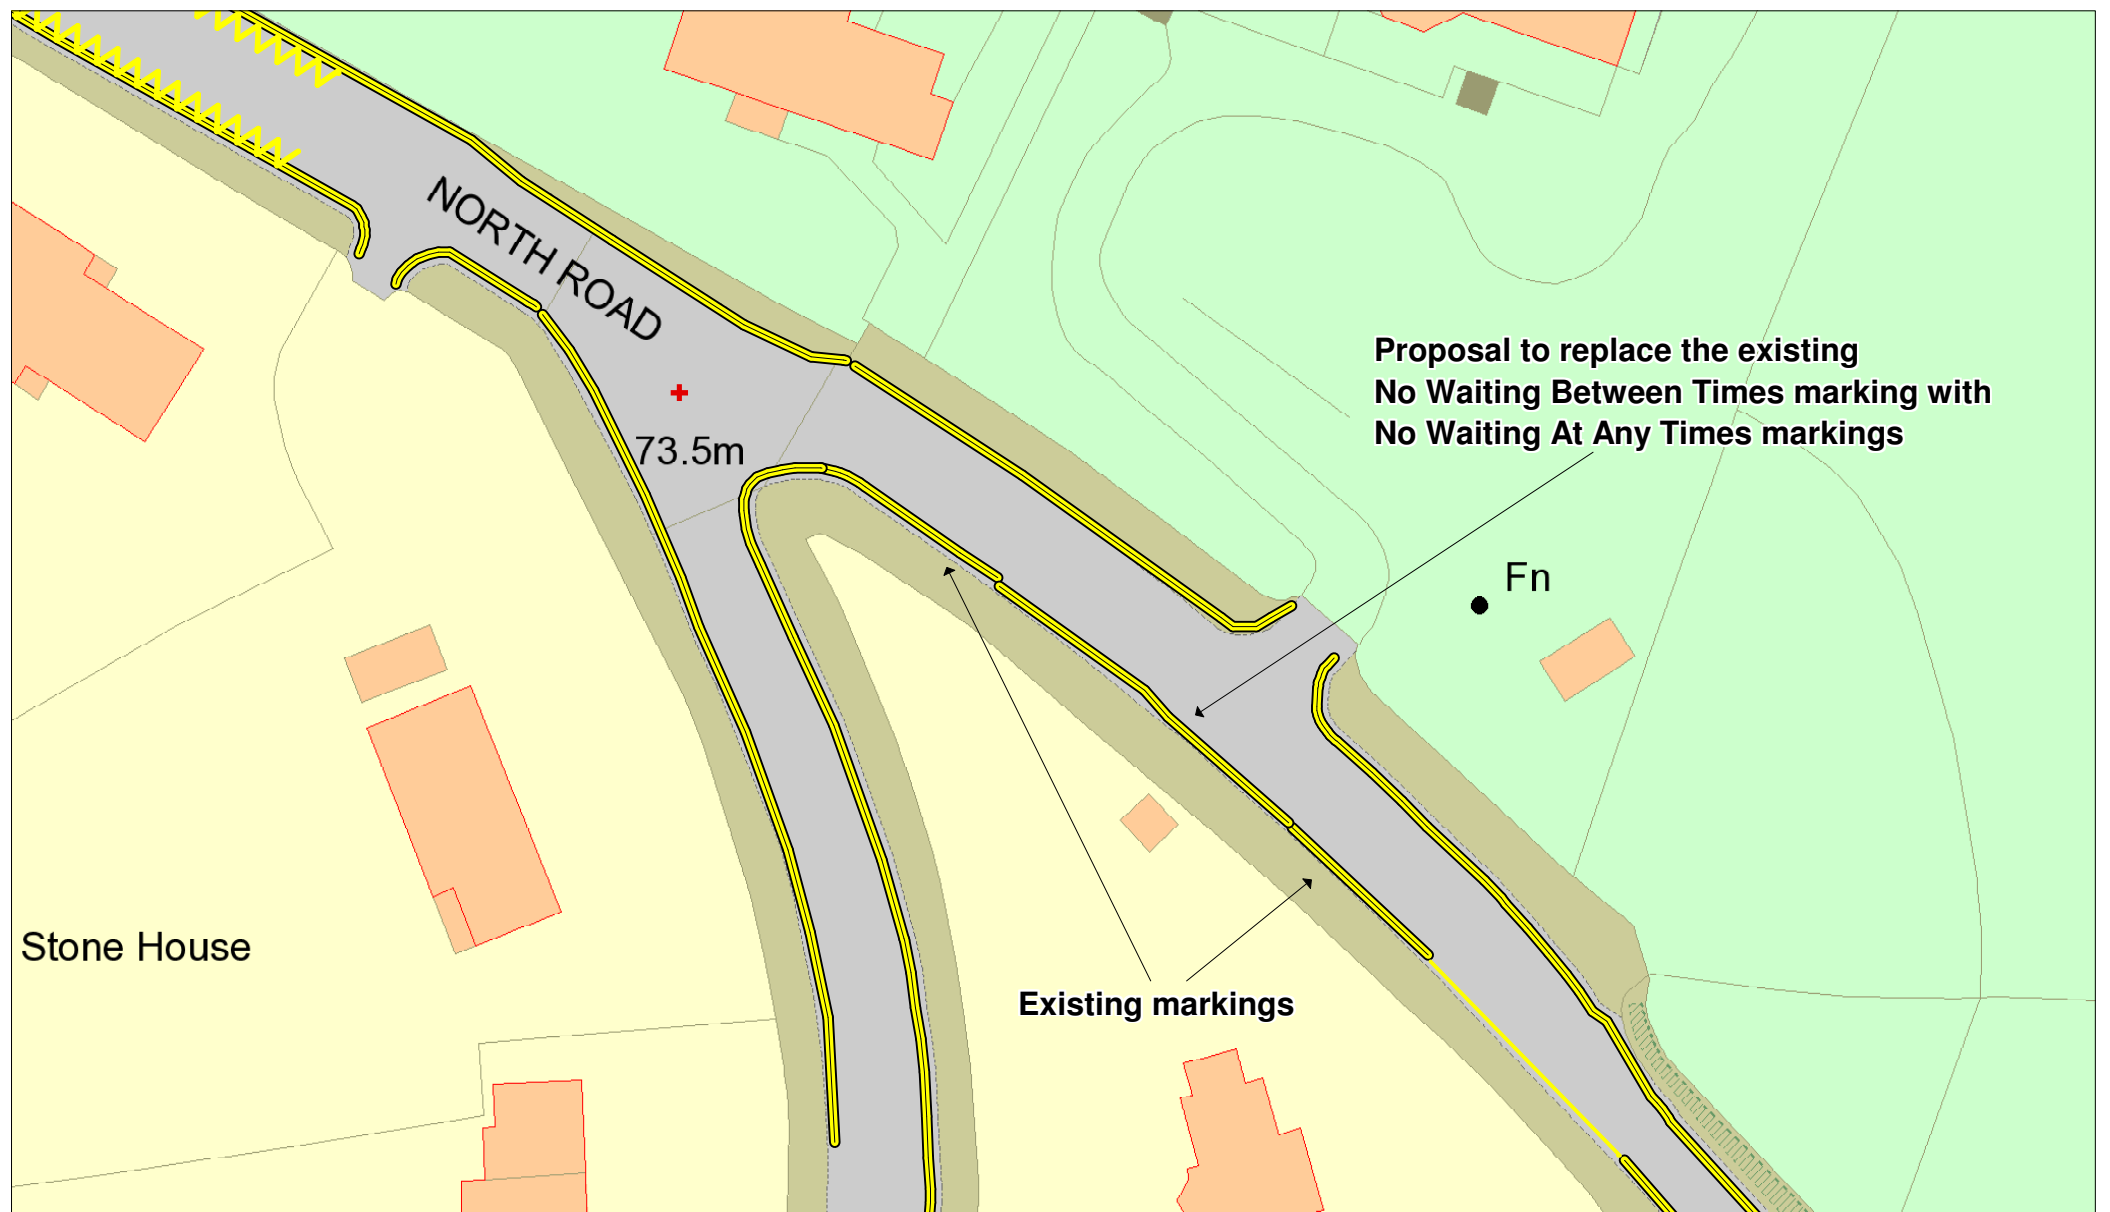 NORTH ROAD
Proposal to replace the existing
No Waiting Between Times marking with
No Waiting At Any Times markings
73.5m
Fn
Stone House
Existing markings